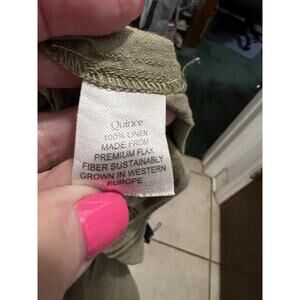 Quince
100% LINEN
MADE FROM
PREMIUM FLAX
FIBER SUSTAINABLY
GROWN IN WESTERN
EUROPE